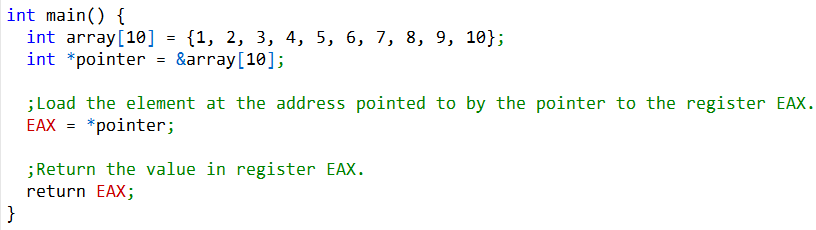 int main() {
int array[10] = {1, 2, 3, 4, 5, 6, 7, 8, 9, 10};
int *pointer = &array[10];
;Load the element at the address pointed to by the pointer to the register EAX.
EAX = *pointer;
;Return the value in register EAX.
return EAX;
}